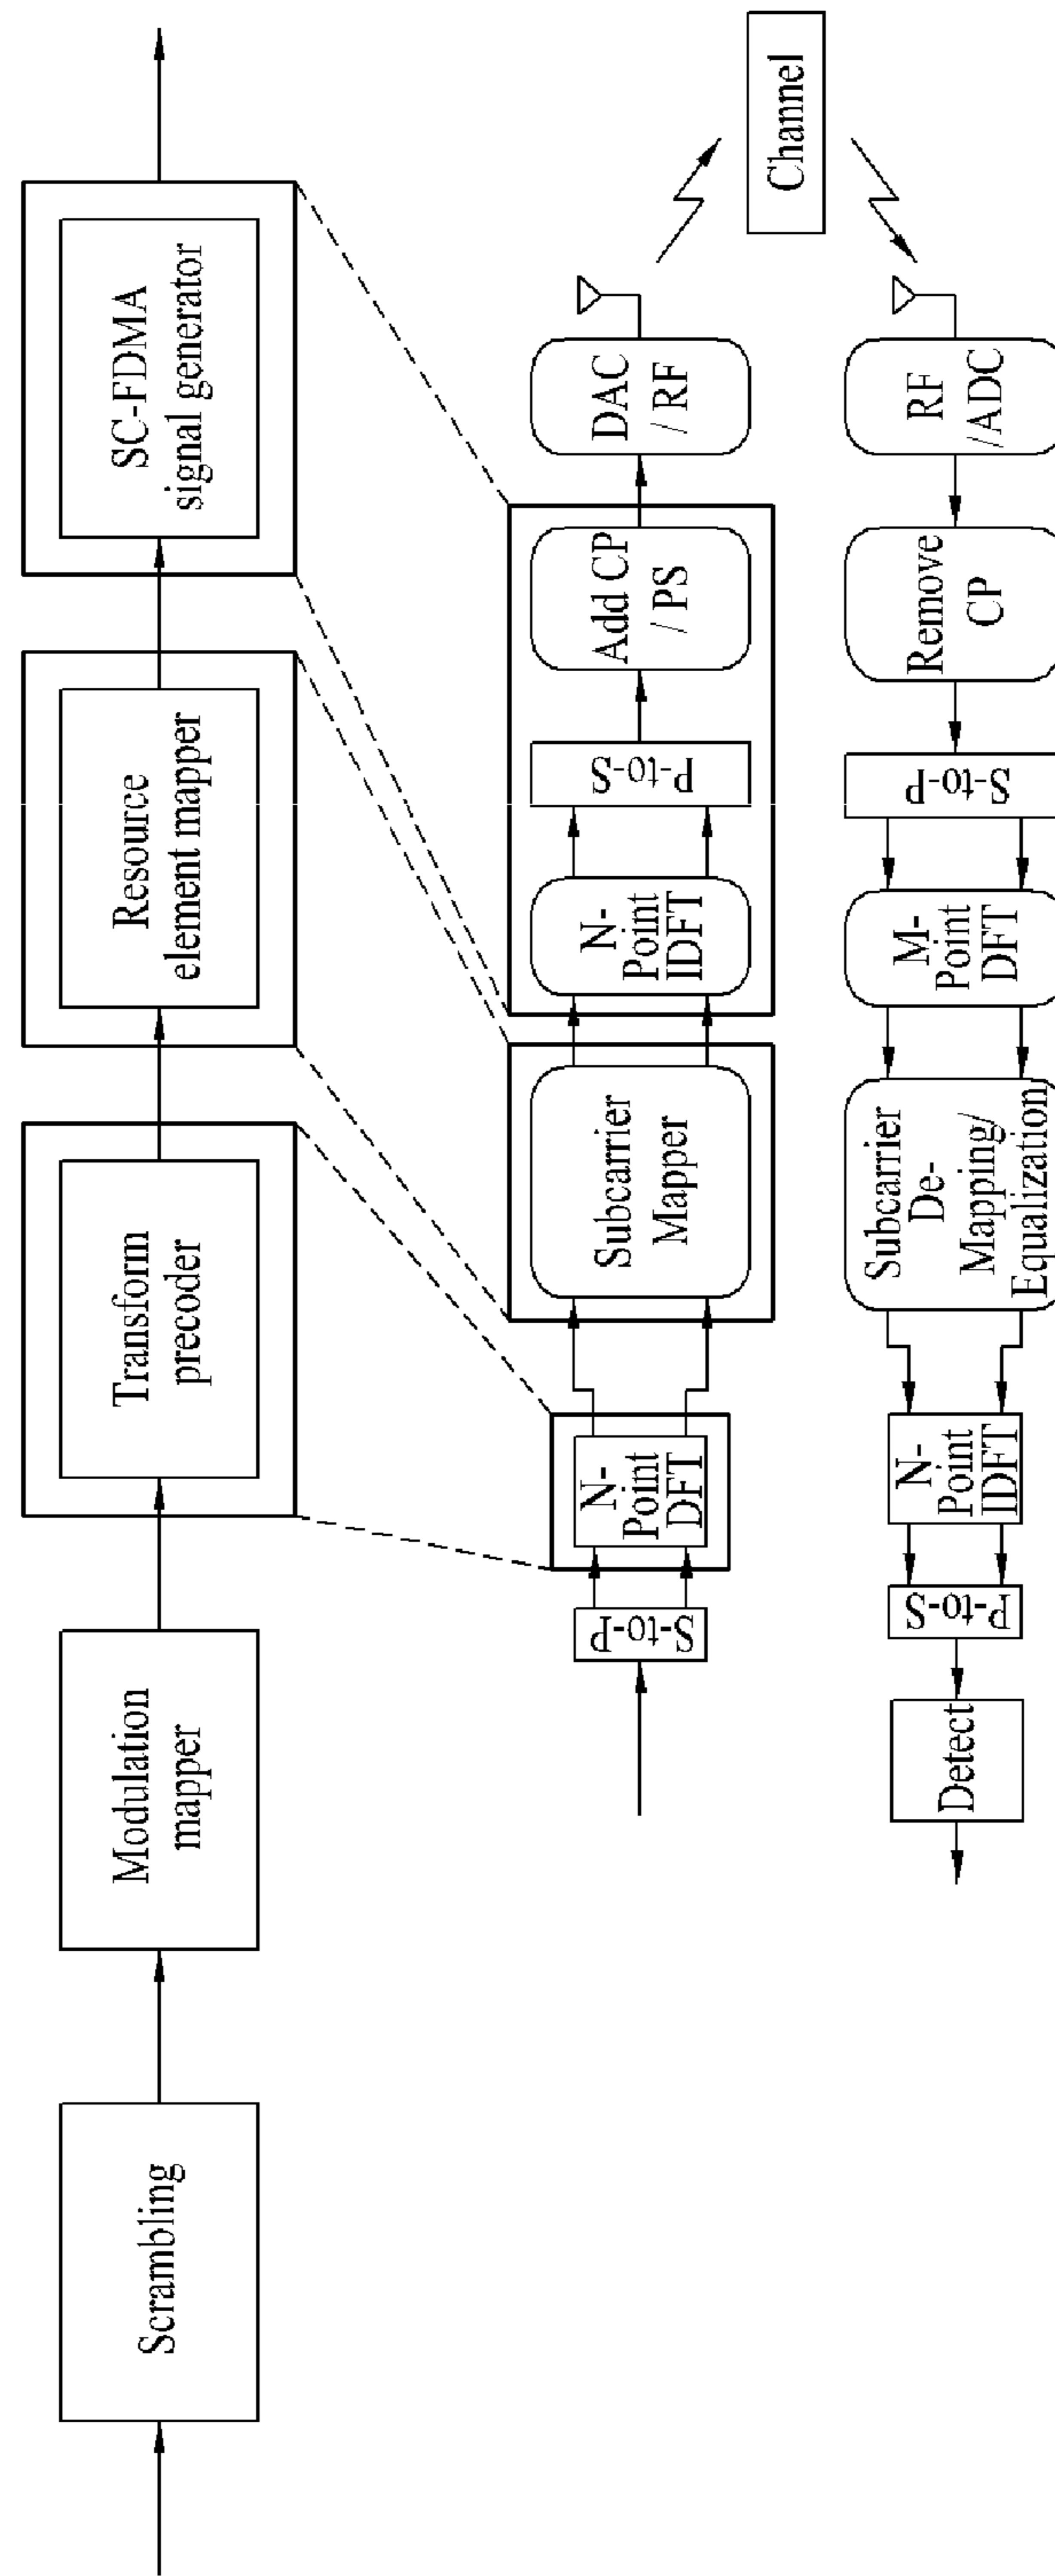 Scrambling
Modulation
mapper
Transform
precoder
Resource
element mapper
SC-FDMA
signal generator
S-to-P
N-
Point
DFT
Subcarrier
Mapper
N-
Point
IDFT
P-to-S
Add CP
/ PS
DAC
/ RF
Channel
RF
/ADC
Remove
CP
S-to-P
M-
Point
DFT
Subcarrier
De-
Mapping/
Equalization
N-
Point
IDFT
P-to-S
Detect